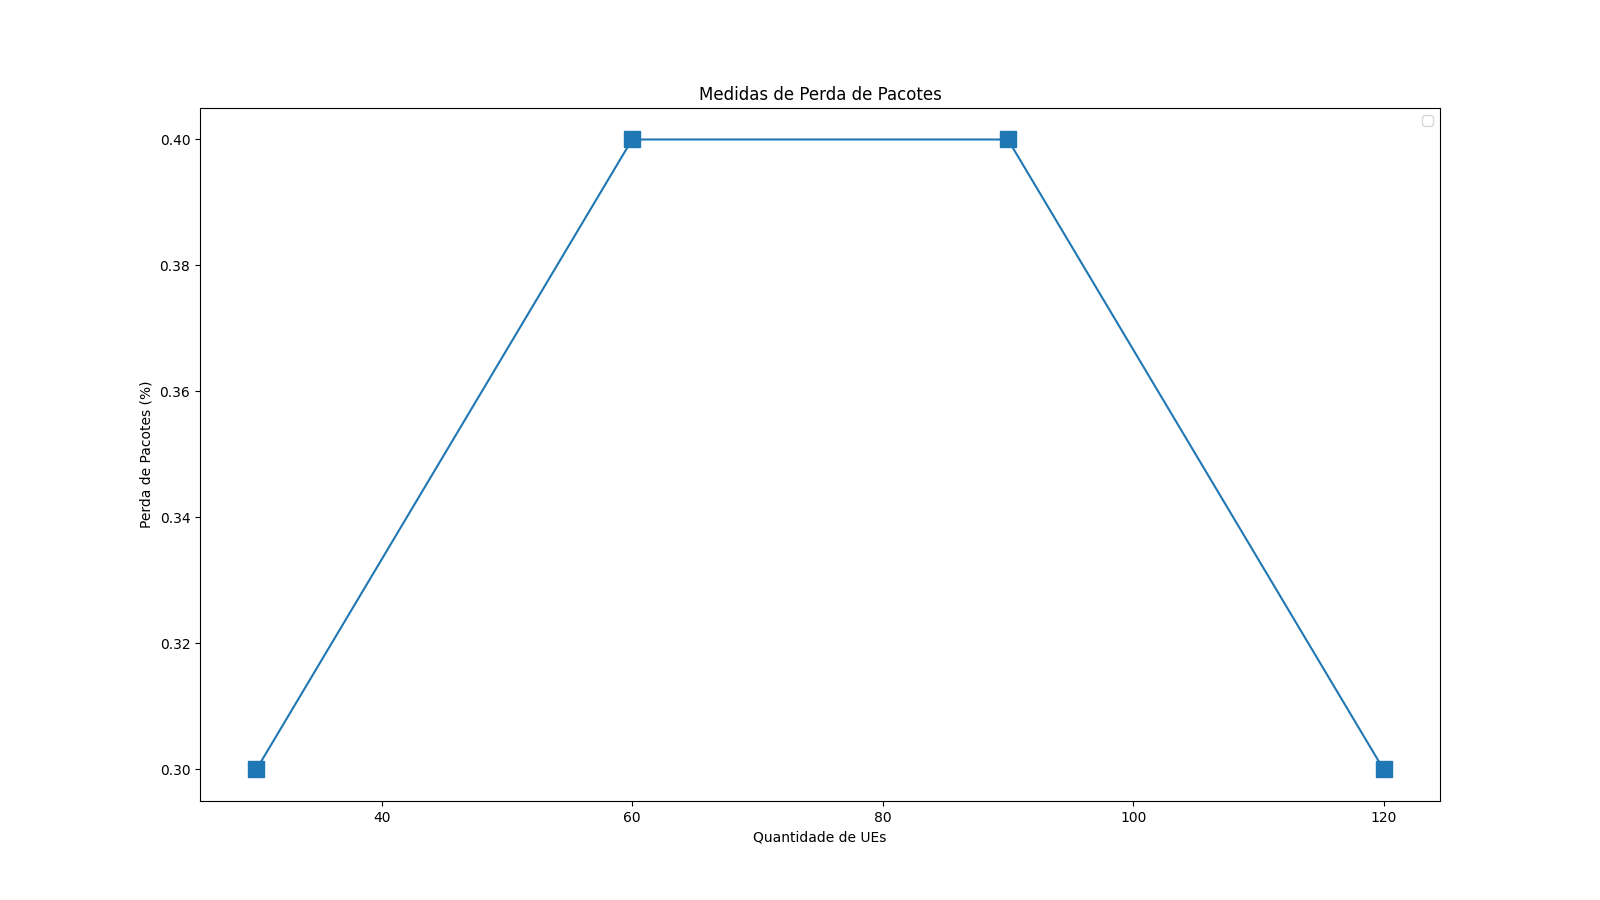 Medidas de Perda de Pacotes
0.40
0.38
0.36
0.34
0.32
0.30
Perda de Pacotes (%)
40 60 80 100 120
Quantidade de UEs